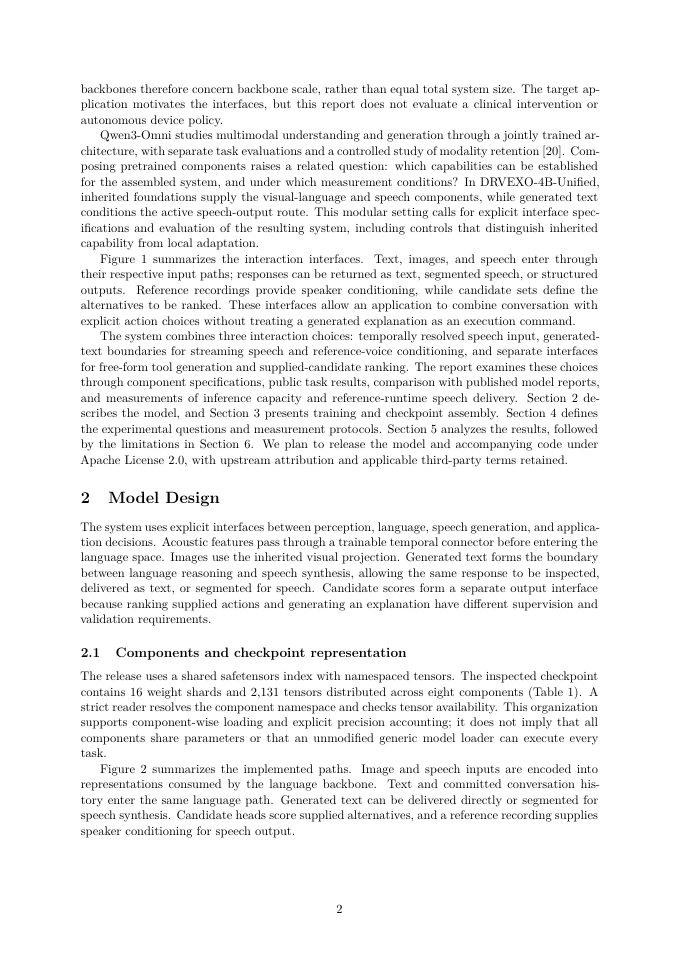 backbones therefore concern backbone scale, rather than equal total system size. The target ap-
plication motivates the interfaces, but this report does not evaluate a clinical intervention or
autonomous device policy.
Qwen3-Omni studies multimodal understanding and generation through a jointly trained ar-
chitecture, with separate task evaluations and a controlled study of modality retention [20]. Com-
posing pretrained components raises a related question: which capabilities can be established
for the assembled system, and under which measurement conditions? In DRVEXO-4B-Unified,
inherited foundations supply the visual-language and speech components, while generated text
conditions the active speech-output route. This modular setting calls for explicit interface spec-
ifications and evaluation of the resulting system, including controls that distinguish inherited
capability from local adaptation.
Figure 1 summarizes the interaction interfaces. Text, images, and speech enter through
their respective input paths; responses can be returned as text, segmented speech, or structured
outputs. Reference recordings provide speaker conditioning, while candidate sets define the
alternatives to be ranked. These interfaces allow an application to combine conversation with
explicit action choices without treating a generated explanation as an execution command.
The system combines three interaction choices: temporally resolved speech input, generated-
text boundaries for streaming speech and reference-voice conditioning, and separate interfaces
for free-form tool generation and supplied-candidate ranking. The report examines these choices
through component specifications, public task results, comparison with published model reports,
and measurements of inference capacity and reference-runtime speech delivery. Section 2 de-
scribes the model, and Section 3 presents training and checkpoint assembly. Section 4 defines
the experimental questions and measurement protocols. Section 5 analyzes the results, followed
by the limitations in Section 6. We plan to release the model and accompanying code under
Apache License 2.0, with upstream attribution and applicable third-party terms retained.
2 Model Design
The system uses explicit interfaces between perception, language, speech generation, and applica-
tion decisions. Acoustic features pass through a trainable temporal connector before entering the
language space. Images use the inherited visual projection. Generated text forms the boundary
between language reasoning and speech synthesis, allowing the same response to be inspected,
delivered as text, or segmented for speech. Candidate scores form a separate output interface
because ranking supplied actions and generating an explanation have different supervision and
validation requirements.
2.1 Components and checkpoint representation
The release uses a shared safetensors index with namespaced tensors. The inspected checkpoint
contains 16 weight shards and 2,131 tensors distributed across eight components (Table 1). A
strict reader resolves the component namespace and checks tensor availability. This organization
supports component-wise loading and explicit precision accounting; it does not imply that all
components share parameters or that an unmodified generic model loader can execute every
task.
Figure 2 summarizes the implemented paths. Image and speech inputs are encoded into
representations consumed by the language backbone. Text and committed conversation his-
tory enter the same language path. Generated text can be delivered directly or segmented for
speech synthesis. Candidate heads score supplied alternatives, and a reference recording supplies
speaker conditioning for speech output.
2